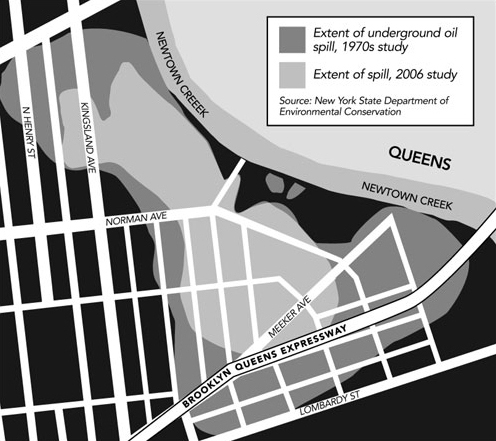 Extent of underground oil
spill, 1970s study
Extent of spill, 2006 study
Source: New York State Department of
Environmental Conservation
NEWTOWN CREEEK
QUEENS
NEWTOWN CREEK
N HENRY ST
KINGSLAND AVE
NORMAN AVE
MEEKER AVE
BROOKLYN QUEENS EXPRESSWAY
LOMBARDY ST